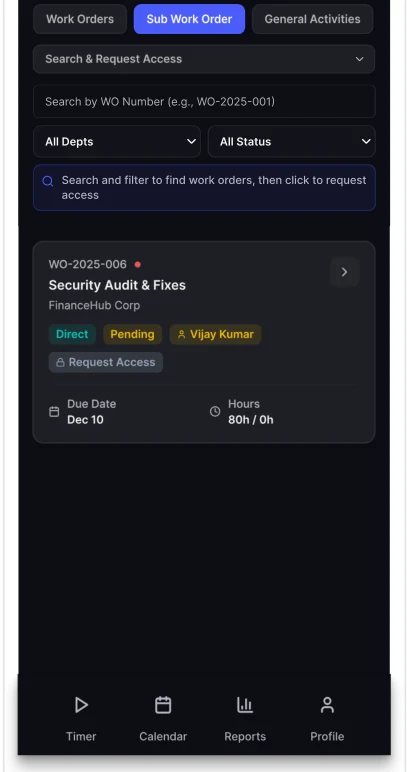 Work Orders
Sub Work Order
General Activities
Search & Request Access
Search by WO Number (e.g., WO-2025-001)
All Depts
All Status
Search and filter to find work orders, then click to request
access
WO-2025-006
Security Audit & Fixes
FinanceHub Corp
Direct
Pending
Vijay Kumar
Request Access
Due Date
Dec 10
Hours
80h / 0h
Timer
Calendar
Reports
Profile